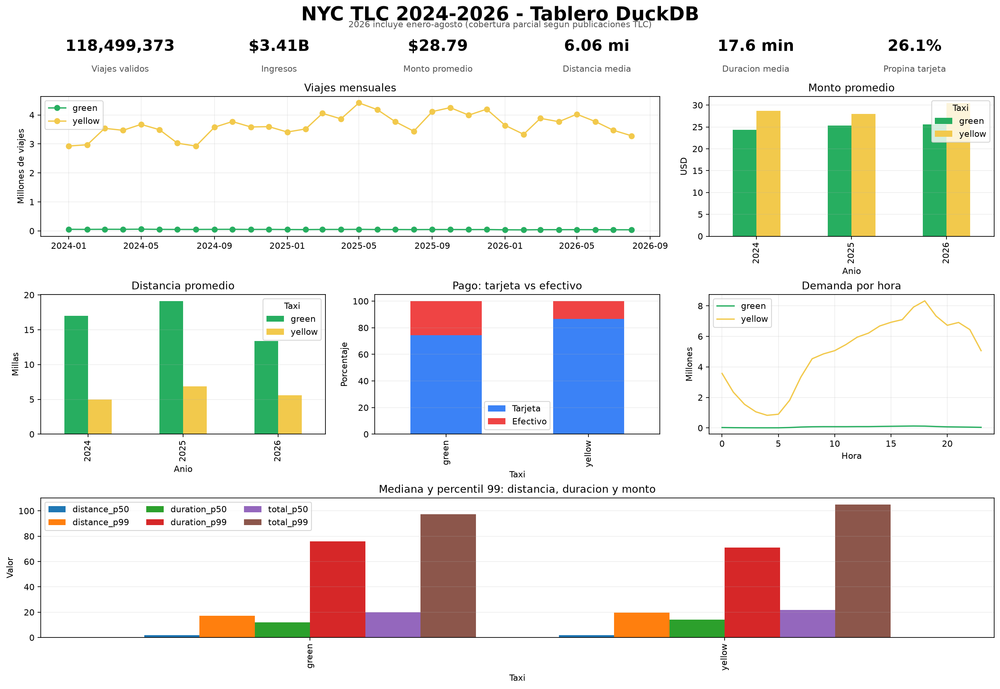 NYC TLC 2024-2026 - Tablero DuckDB
2026 incluye enero-agosto (cobertura parcial segun publicaciones TLC)
118,499,373
$3.41B
$28.79
6.06 mi
17.6 min
26.1%
Viajes validos
Ingresos
Monto promedio
Distancia media
Duracion media
Propina tarjeta
Viajes mensuales
green
yellow
Millones de viajes
4
3
2
1
0
2024-01
2024-05
2024-09
2025-01
2025-05
2025-09
2026-01
2026-05
2026-09
Monto promedio
Taxi
green
yellow
USD
30
25
20
15
10
5
0
2024
2025
2026
Anio
Distancia promedio
Taxi
green
yellow
Millas
20
15
10
5
0
2024
2025
2026
Anio
Pago: tarjeta vs efectivo
Porcentaje
100
80
60
40
20
0
Tarjeta
Efectivo
green
yellow
Taxi
Demanda por hora
green
yellow
Millones
8
6
4
2
0
0
5
10
15
20
Hora
Mediana y percentil 99: distancia, duracion y monto
distance_p50
distance_p99
duration_p50
duration_p99
total_p50
total_p99
Valor
100
80
60
40
20
0
green
yellow
Taxi